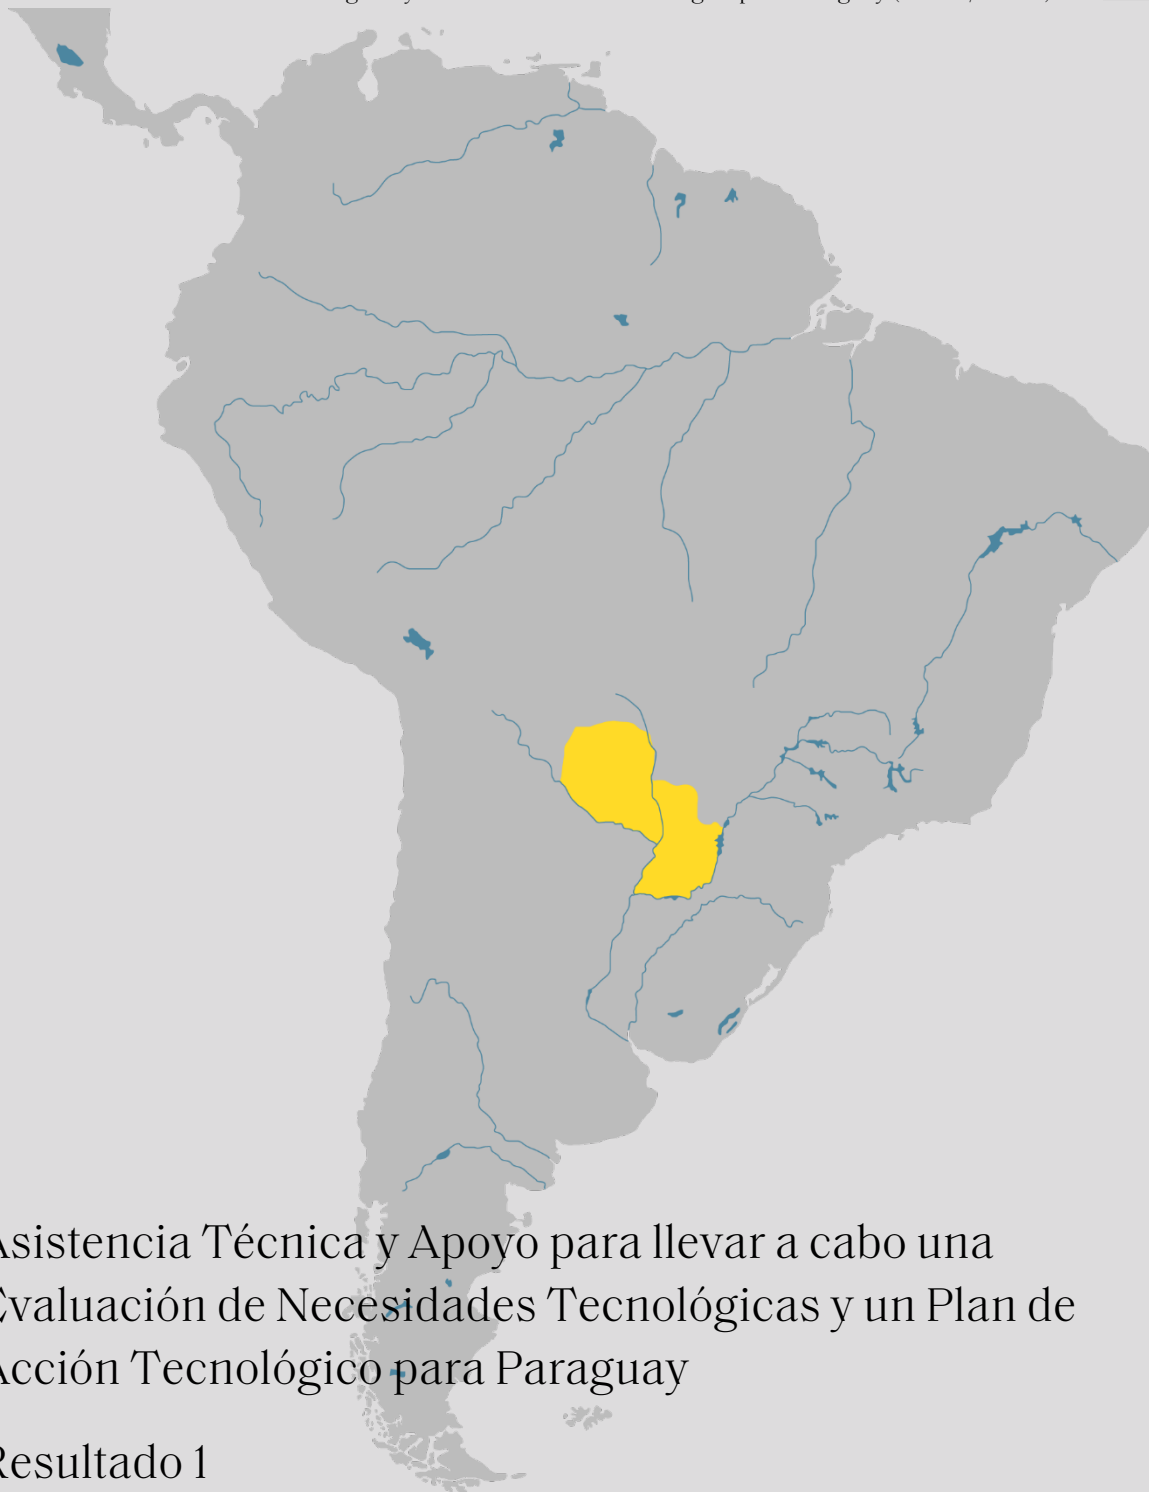 Asistencia Técnica y Apoyo para llevar a cabo una
Evaluación de Necesidades Tecnológicas y un Plan de
Acción Tecnológico para Paraguay
Resultado 1